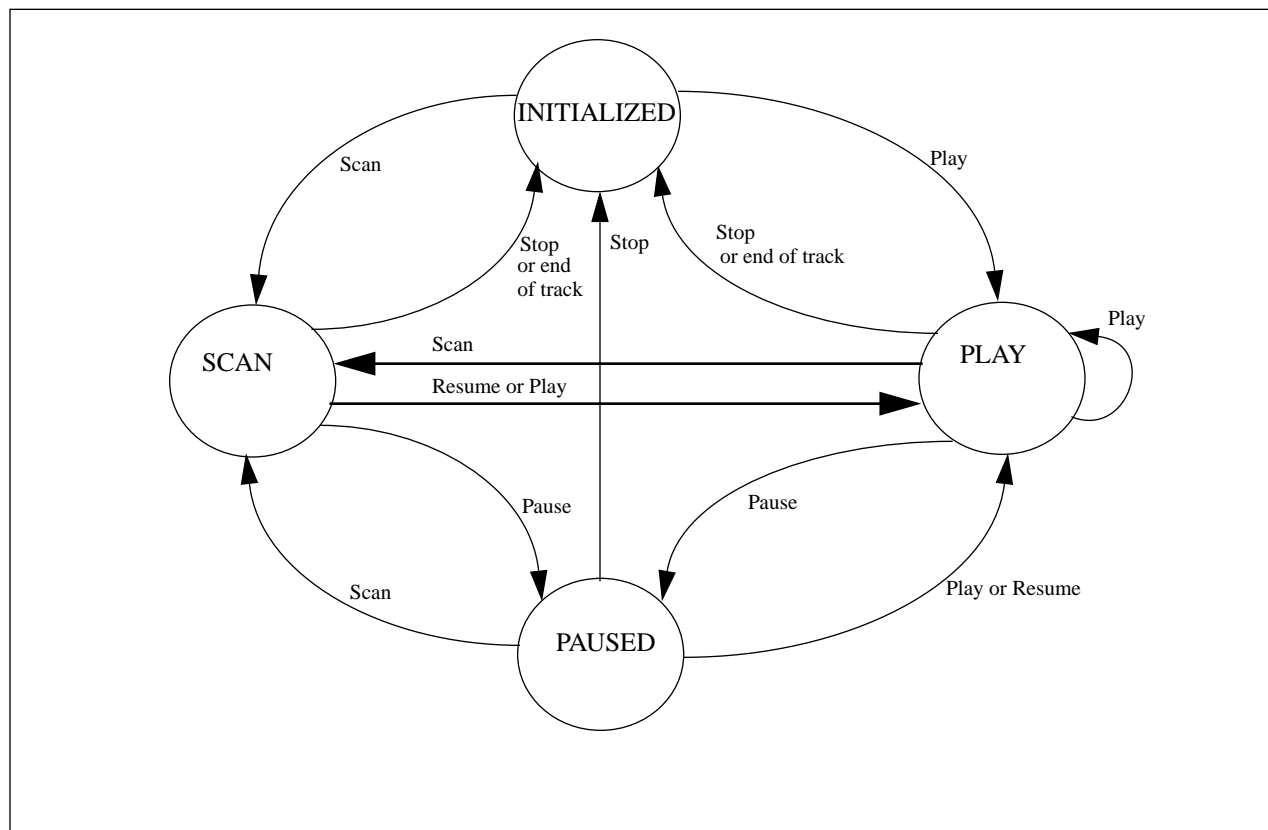 INITIALIZED
Scan
Play
Stop
or end
of track
Stop
Stop
or end of track
SCAN
Scan
PLAY
Play
Resume or Play
Pause
Pause
Scan
Play or Resume
PAUSED